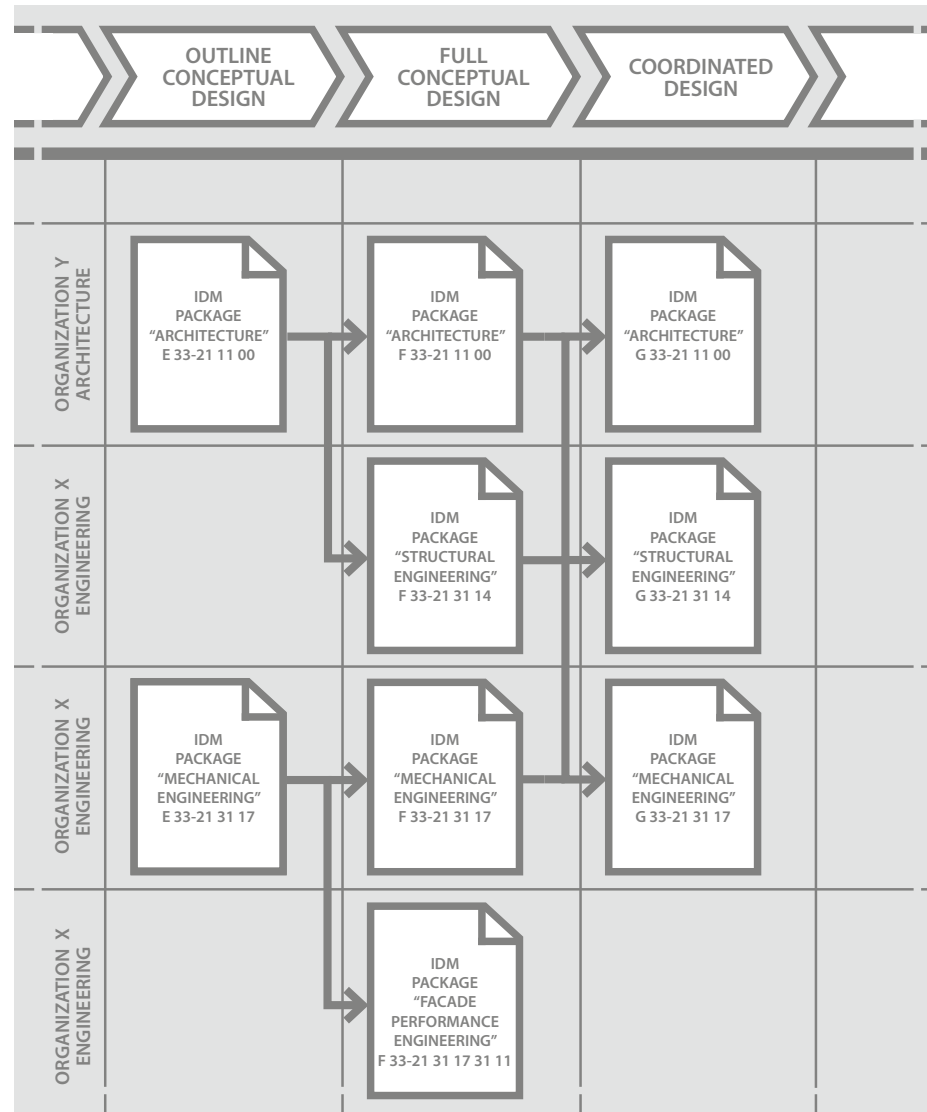 OUTLINE
CONCEPTUAL
DESIGN
FULL
CONCEPTUAL
DESIGN
COORDINATED
DESIGN
ORGANIZATION Y
ARCHITECTURE
IDM
PACKAGE
“ARCHITECTURE”
E 33-21 11 00
IDM
PACKAGE
“ARCHITECTURE”
F 33-21 11 00
IDM
PACKAGE
“ARCHITECTURE”
G 33-21 11 00
ORGANIZATION X
ENGINEERING
IDM
PACKAGE
“STRUCTURAL
ENGINEERING”
F 33-21 31 14
IDM
PACKAGE
“STRUCTURAL
ENGINEERING”
G 33-21 31 14
ORGANIZATION X
ENGINEERING
IDM
PACKAGE
“MECHANICAL
ENGINEERING”
E 33-21 31 17
IDM
PACKAGE
“MECHANICAL
ENGINEERING”
F 33-21 31 17
IDM
PACKAGE
“MECHANICAL
ENGINEERING”
G 33-21 31 17
ORGANIZATION X
ENGINEERING
IDM
PACKAGE
“FACADE
PERFORMANCE
ENGINEERING”
F 33-21 31 17 31 11